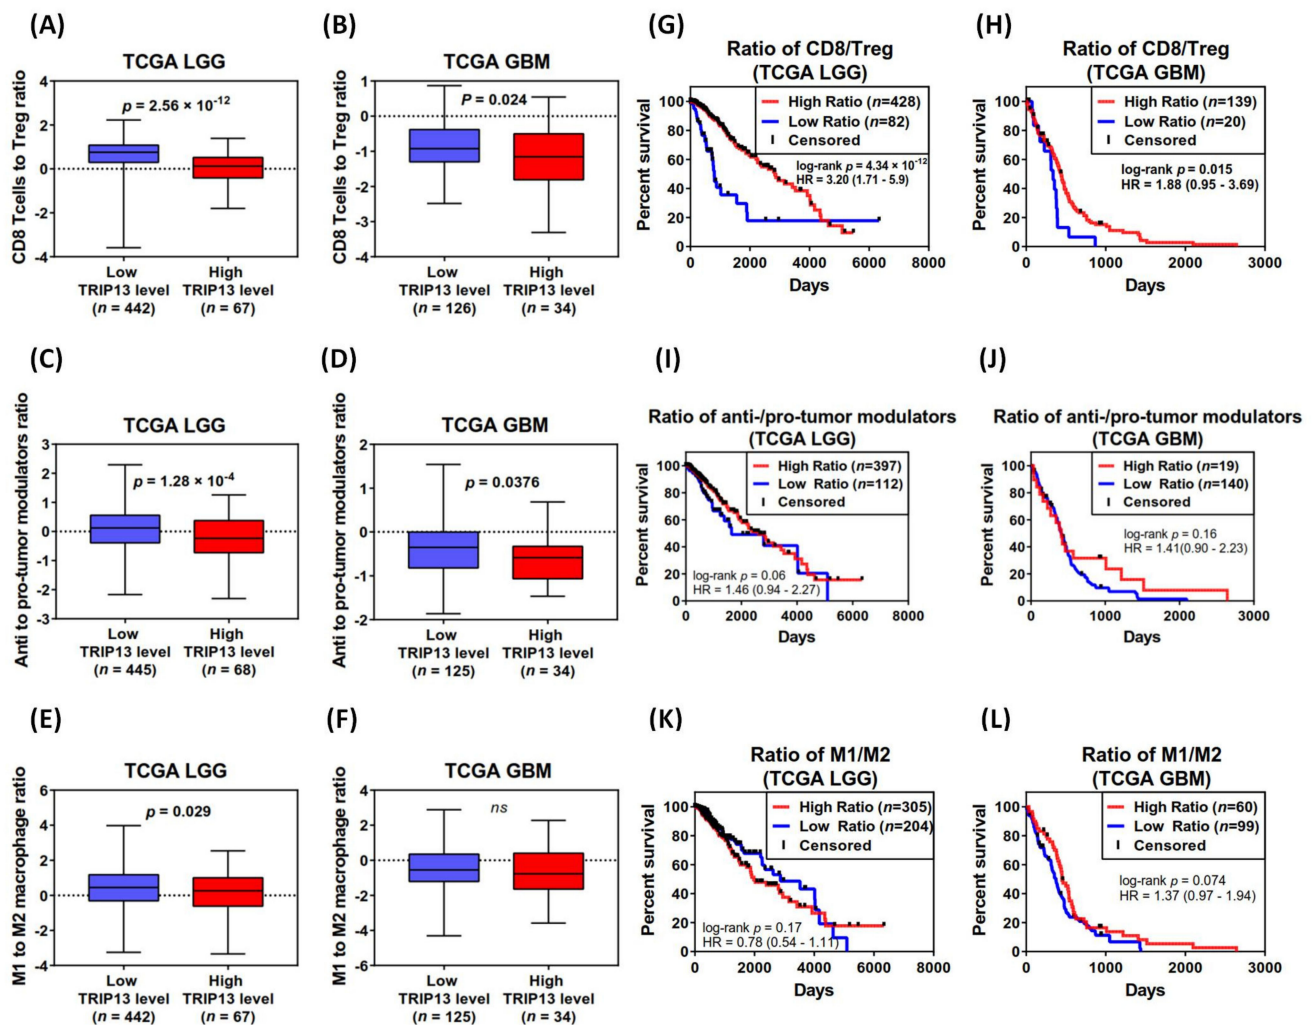 (A)
TCGA LGG
CD8 Tcells to Treg ratio
4
2
0
-2
-4
p = 2.56 × 10-12
Low
TRIP13 level
(n = 442)
High
TRIP13 level
(n = 67)
(B)
TCGA GBM
CD8 Tcells to Treg ratio
1
0
-1
-2
-3
-4
P = 0.024
Low
TRIP13 level
(n = 126)
High
TRIP13 level
(n = 34)
(G)
Ratio of CD8/Treg
(TCGA LGG)
Percent survival
100
80
60
40
20
0
High Ratio (n=428)
Low Ratio (n=82)
Censored
log-rank p = 4.34 × 10-12
HR = 3.20 (1.71 - 5.9)
0 2000 4000 6000 8000
Days
(H)
Ratio of CD8/Treg
(TCGA GBM)
Percent survival
100
80
60
40
20
0
High Ratio (n=139)
Low Ratio (n=20)
Censored
log-rank p = 0.015
HR = 1.88 (0.95 - 3.69)
0 1000 2000 3000
Days
(C)
TCGA LGG
Anti to pro-tumor modulators ratio
3
2
1
0
-1
-2
-3
p = 1.28 × 10-4
Low
TRIP13 level
(n = 445)
High
TRIP13 level
(n = 68)
(D)
TCGA GBM
Anti to pro-tumor modulators ratio
2
1
0
-1
-2
p = 0.0376
Low
TRIP13 level
(n = 125)
High
TRIP13 level
(n = 34)
(I)
Ratio of anti-/pro-tumor modulators
(TCGA LGG)
Percent survival
100
80
60
40
20
0
High Ratio (n=397)
Low Ratio (n=112)
Censored
log-rank p = 0.06
HR = 1.46 (0.94 - 2.27)
0 2000 4000 6000 8000
Days
(J)
Ratio of anti-/pro-tumor modulators
(TCGA GBM)
Percent survival
100
80
60
40
20
0
High Ratio (n=19)
Low Ratio (n=140)
Censored
log-rank p = 0.16
HR = 1.41(0.90 - 2.23)
0 1000 2000 3000
Days
(E)
TCGA LGG
M1 to M2 macrophage ratio
6
4
2
0
-2
-4
p = 0.029
Low
TRIP13 level
(n = 442)
High
TRIP13 level
(n = 67)
(F)
TCGA GBM
M1 to M2 macrophage ratio
4
2
0
-2
-4
-6
ns
Low
TRIP13 level
(n = 125)
High
TRIP13 level
(n = 34)
(K)
Ratio of M1/M2
(TCGA LGG)
Percent survival
100
80
60
40
20
0
High Ratio (n=305)
Low Ratio (n=204)
Censored
log-rank p = 0.17
HR = 0.78 (0.54 - 1.11)
0 2000 4000 6000 8000
Days
(L)
Ratio of M1/M2
(TCGA GBM)
Percent survival
100
80
60
40
20
0
High Ratio (n=60)
Low Ratio (n=99)
Censored
log-rank p = 0.074
HR = 1.37 (0.97 - 1.94)
0 1000 2000 3000
Days